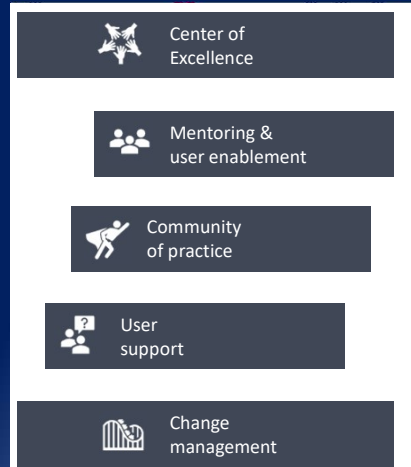 Center of
Excellence
Mentoring &
user enablement
Community
of practice
?
User
support
Change
management